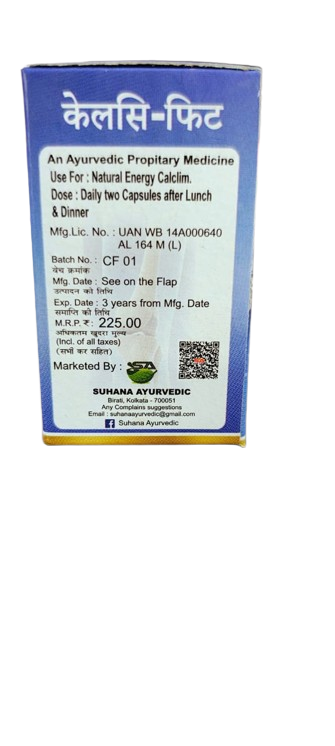 केलसि-फिट
An Ayurvedic Propritary Medicine
Use For : Natural Energy Calclim.
Dose : Daily two Capsules after Lunch
& Dinner
Mfg.Lic. No. : UAN WB 14A000640
AL 164 M (L)
Batch No. : CF 01
बेच क्रमांक
Mfg. Date : See on the Flap
उत्पादन की तिथि
Exp. Date : 3 years from Mfg. Date
समाप्ति की तिथि
M.R.P. ₹ : 225.00
अधिकतम खुदरा मुल्य
(Incl. of all taxes)
(सभी कर सहित)
Marketed By :
SUHANA AYURVEDIC
Birati, Kolkata - 700051
Any Complains suggestions
Email : suhanaayurvedic@gmail.com
Suhana Ayurvedic